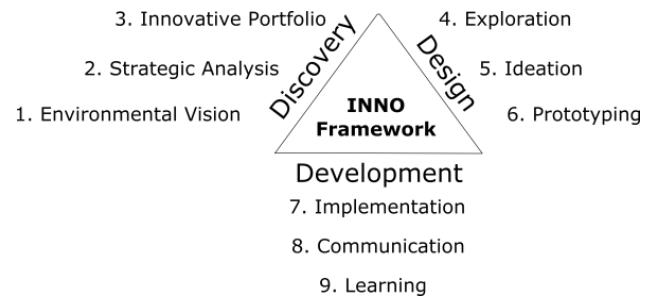 3. Innovative Portfolio
2. Strategic Analysis
1. Environmental Vision
Discovery
4. Exploration
5. Ideation
6. Prototyping
Design
INNO
Framework
Development
7. Implementation
8. Communication
9. Learning